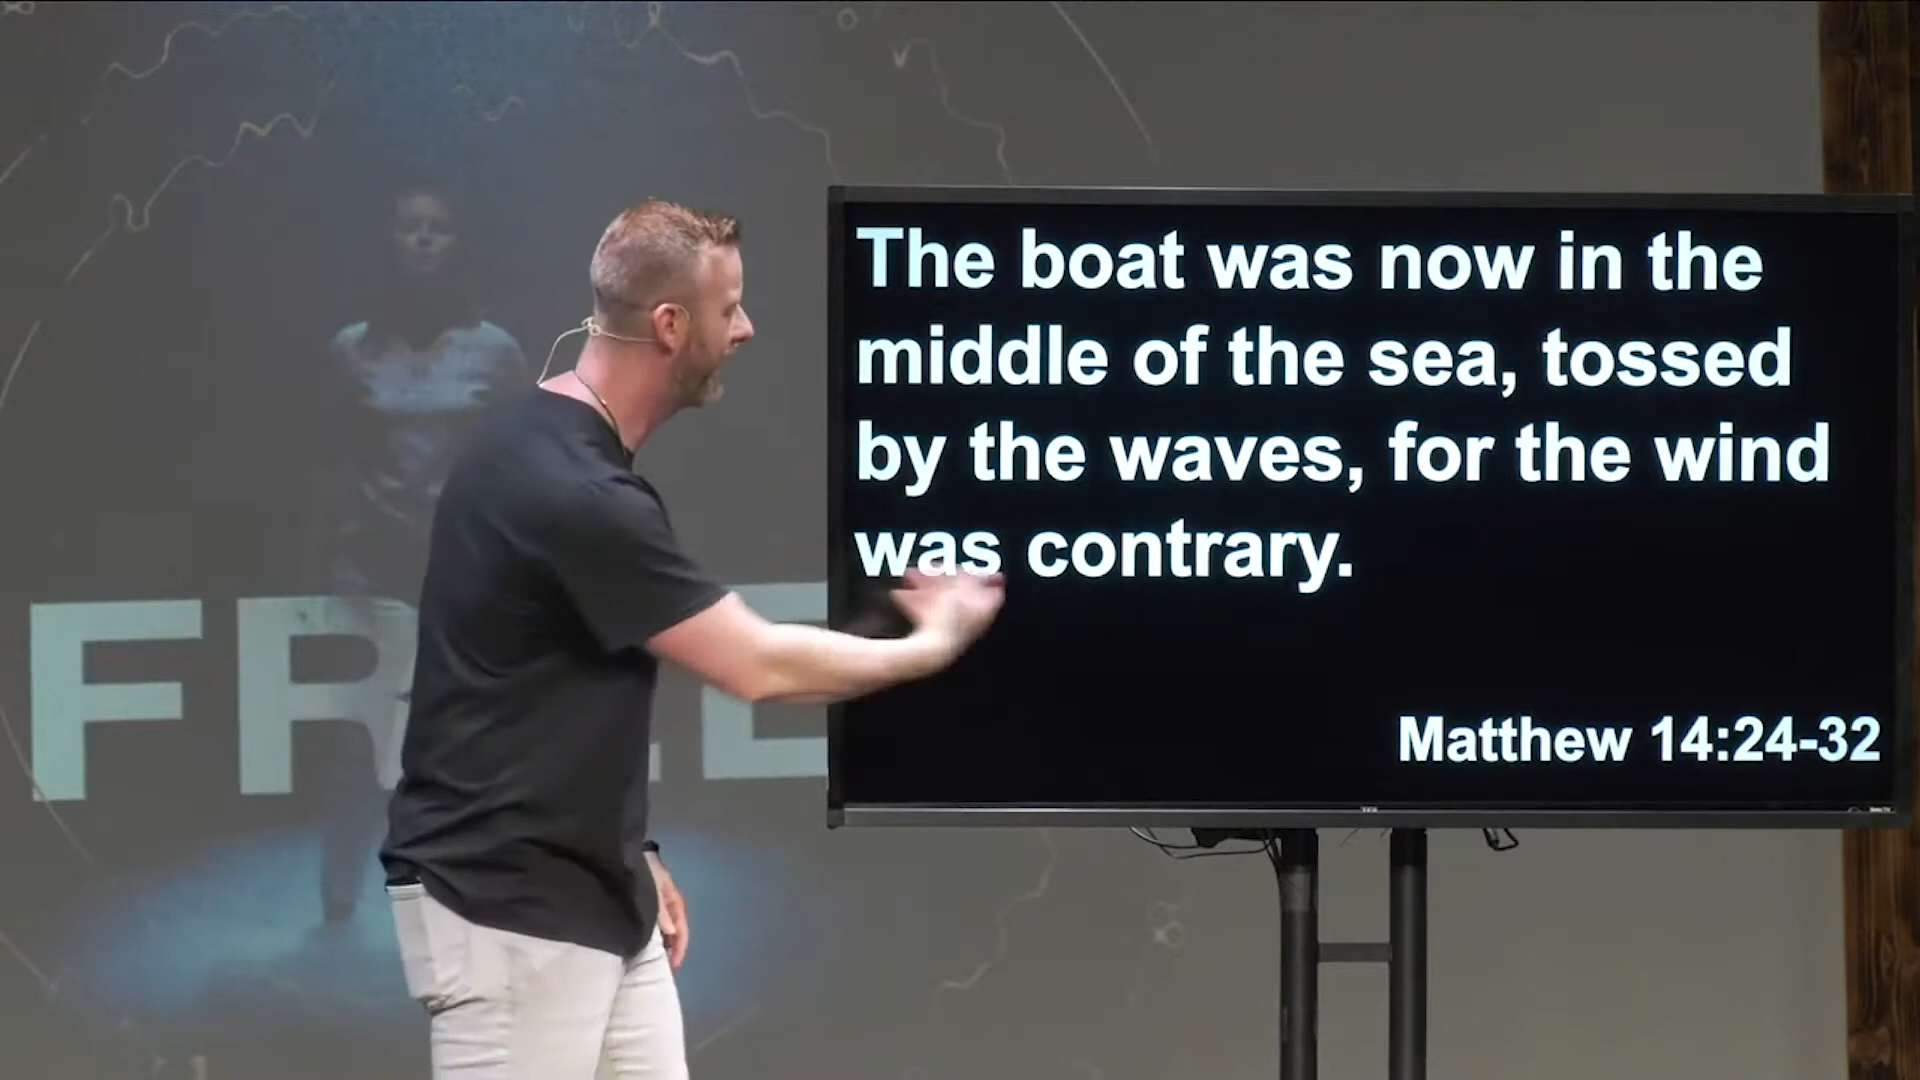 The boat was now in the
middle of the sea, tossed
by the waves, for the wind
was contrary.
Matthew 14:24-32